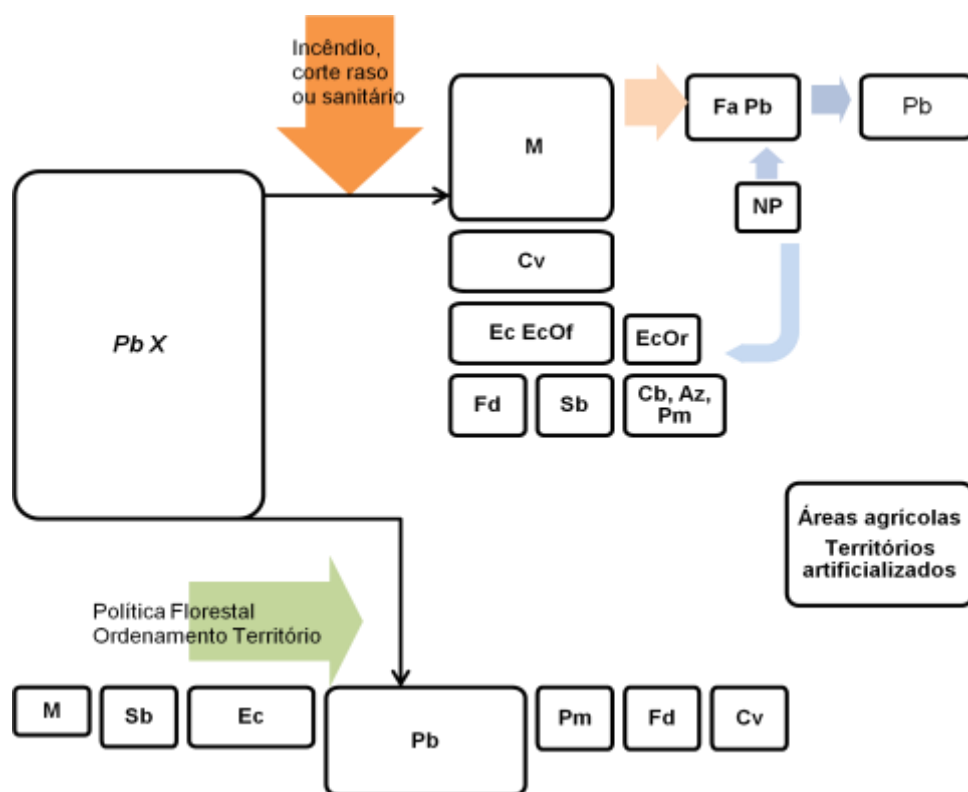 Incêndio,
corte raso
ou sanitário
M
Fa Pb
Pb
NP
Cv
Pb X
Ec EcOf
EcOr
Fd
Sb
Cb, Az,
Pm
Áreas agrícolas
Territórios
artificializados
Política Florestal
Ordenamento Território
M
Sb
Ec
Pb
Pm
Fd
Cv